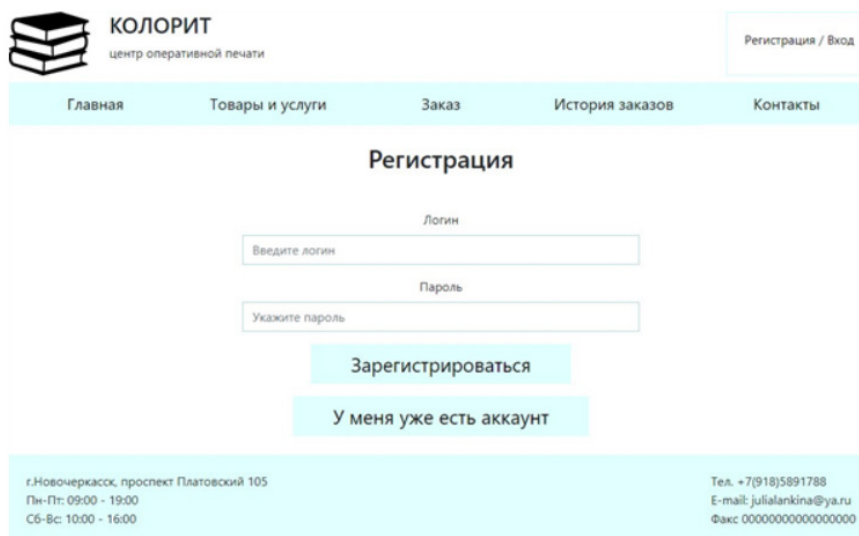 КОЛОРИТ
центр оперативной печати
Регистрация / Вход
Главная Товары и услуги Заказ История заказов Контакты
Регистрация
Логин
Введите логин
Пароль
Укажите пароль
Зарегистрироваться
У меня уже есть аккаунт
г.Новочеркасск, проспект Платовский 105
Пн-Пт: 09:00 - 19:00
Сб-Вс: 10:00 - 16:00
Тел. +7(918)5891788
E-mail: julialankina@ya.ru
Факс 00000000000000000